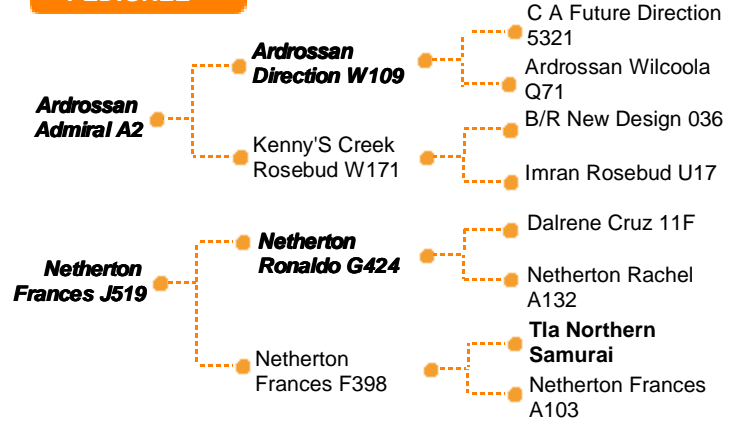 C A Future Direction
5321
Ardrossan
Direction W109
Ardrossan Wilcoola
Q71
Ardrossan
Admiral A2
B/R New Design 036
Kenny'S Creek
Rosebud W171
Imran Rosebud U17
Dalrene Cruz 11F
Netherton
Ronaldo G424
Netherton Rachel
A132
Netherton
Frances J519
Tla Northern
Samurai
Netherton
Frances F398
Netherton Frances
A103